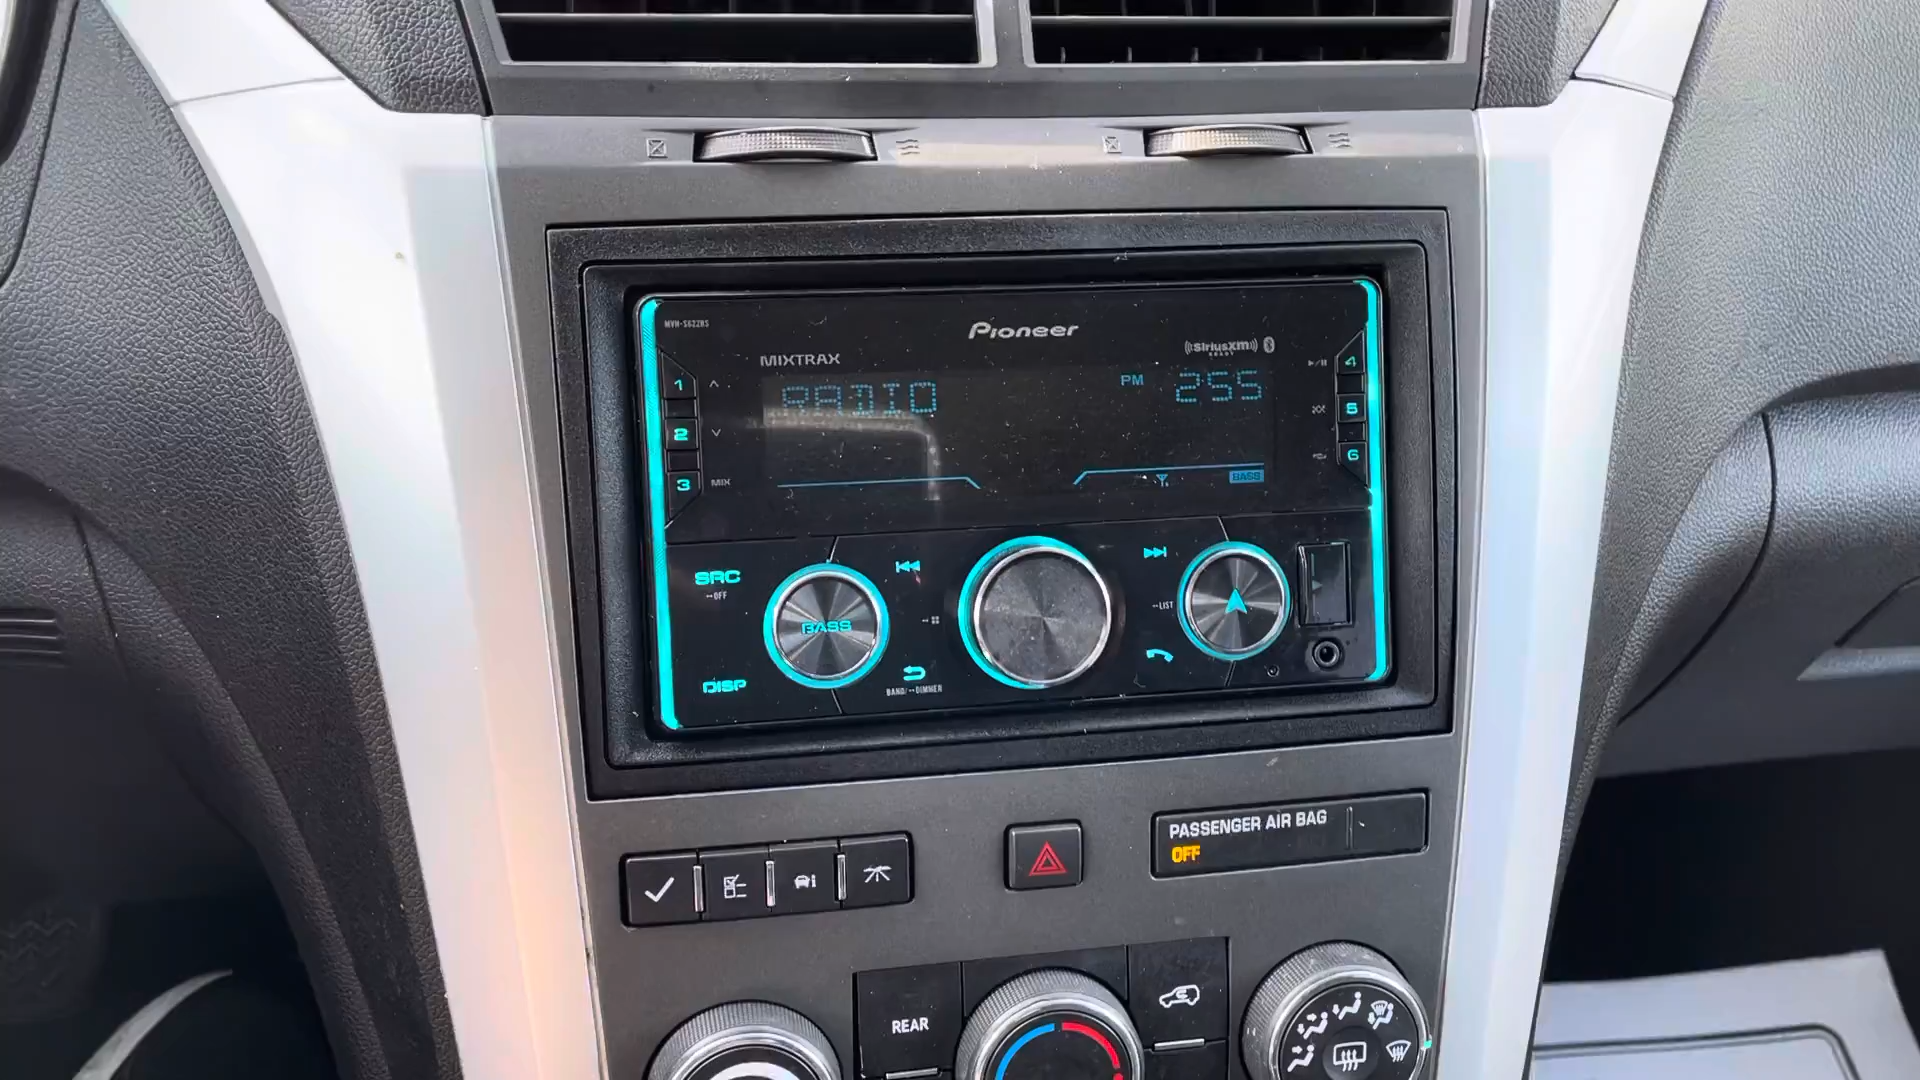 Pioneer
MVH-S622BS
SiriusXM
READY
MIXTRAX
RADIO
PM 2:55
1
2
3 MIX
4
5
6
BASS
SRC
OFF
BASS
LIST
DISP
BAND/ DIMMER
PASSENGER AIR BAG
OFF
REAR